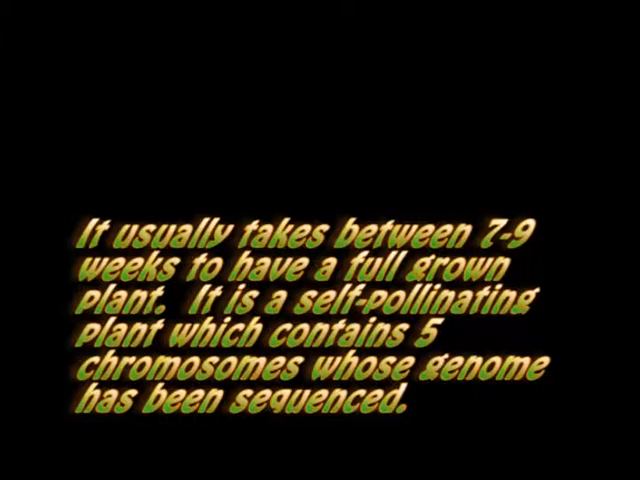 It usually takes between 7-9
weeks to have a full grown
plant. It is a self-pollinating
plant which contains 5
chromosomes whose genome
has been sequenced.